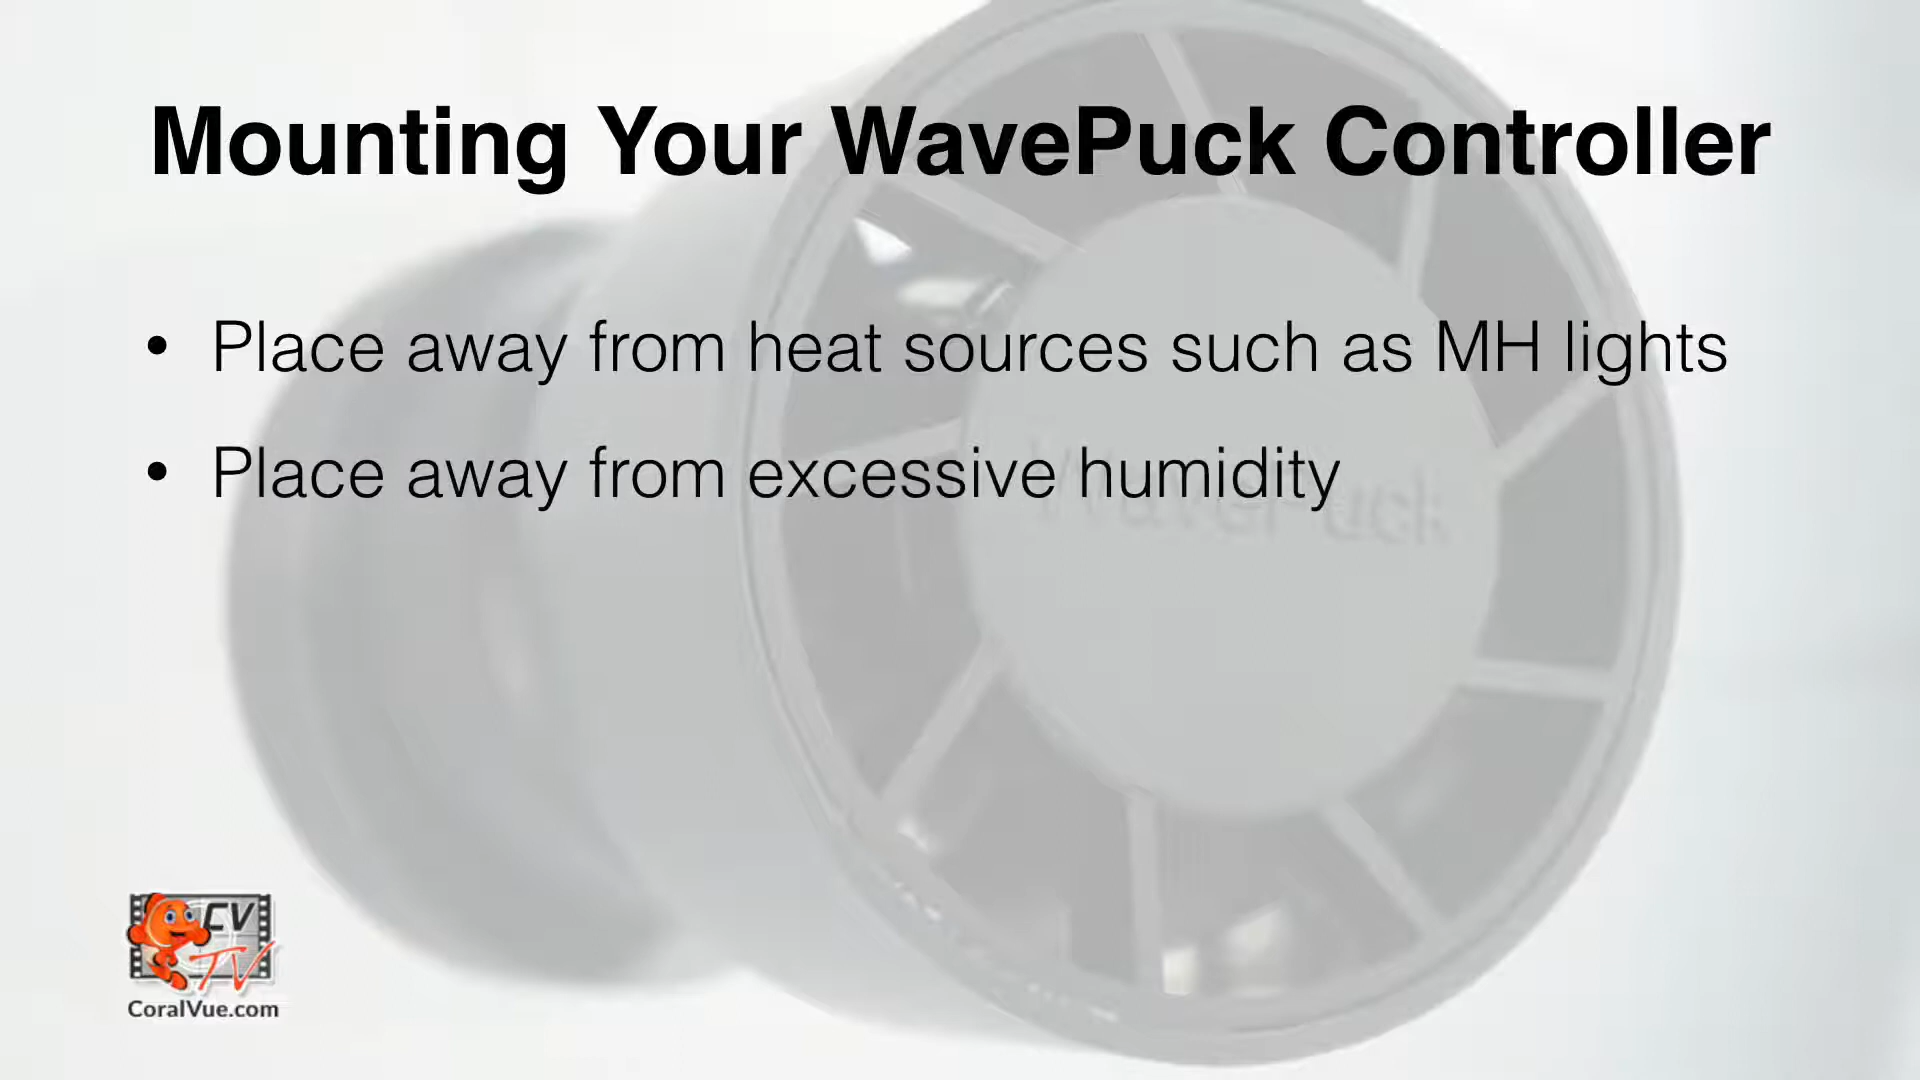 Mounting Your WavePuck Controller
• Place away from heat sources such as MH lights
• Place away from excessive humidity
WavePuck
CV
TV
CoralVue.com